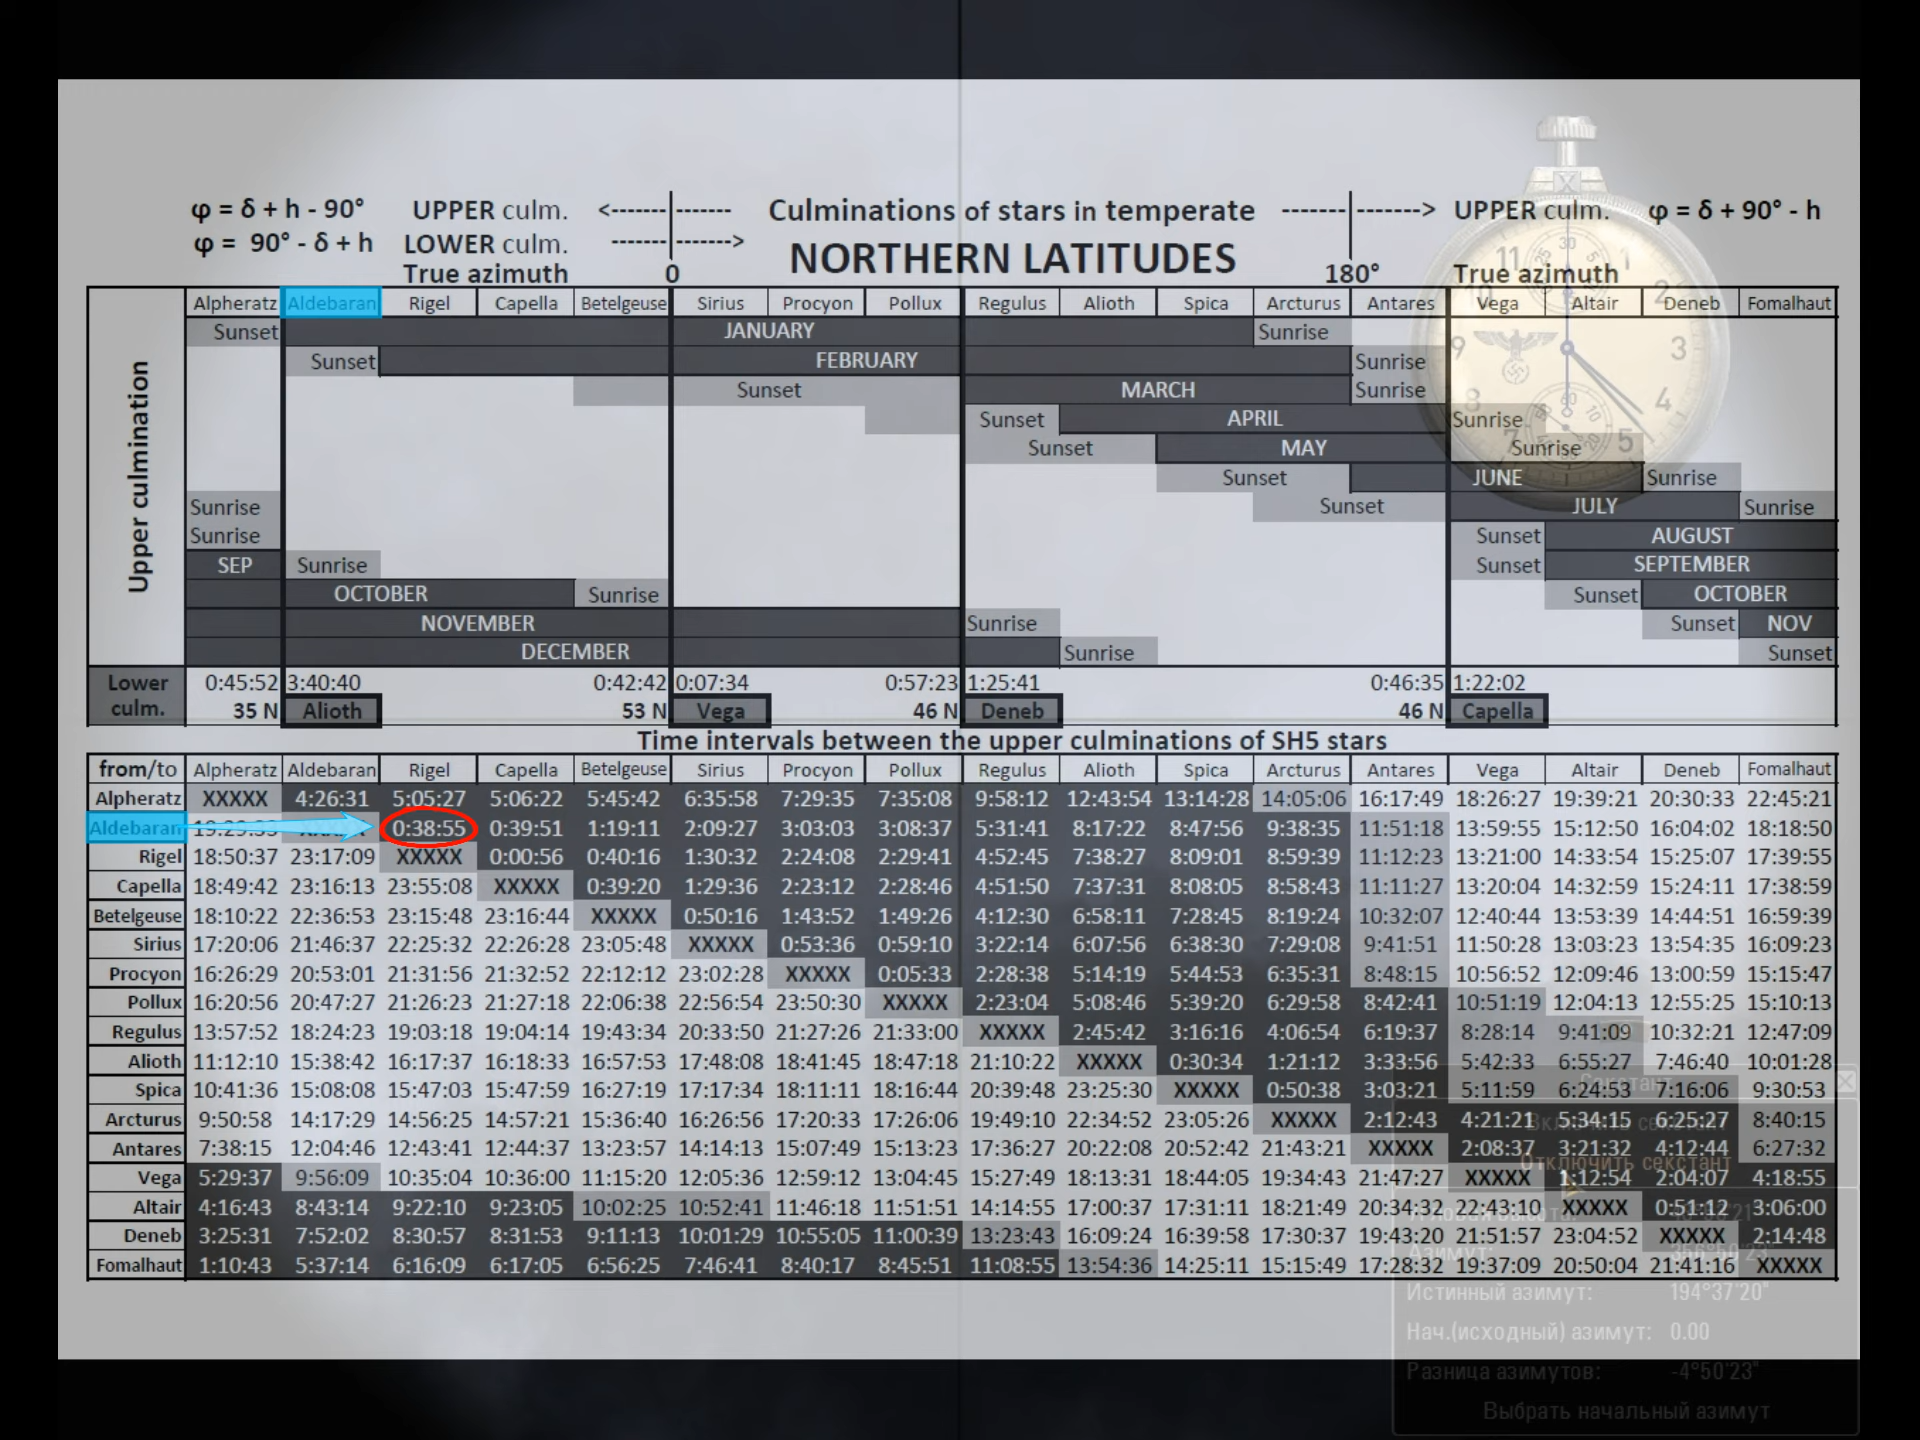 φ = δ + h - 90° UPPER culm. <-------|------- Culminations of stars in temperate -------|-------> UPPER culm. φ = δ + 90° - h
φ = 90° - δ + h LOWER culm. -------|-------> NORTHERN LATITUDES
True azimuth 0 180° True azimuth
Alpheratz Aldebaran Rigel Capella Betelgeuse Sirius Procyon Pollux Regulus Alioth Spica Arcturus Antares Vega Altair Deneb Fomalhaut
Upper culmination
Sunset JANUARY Sunrise
Sunset FEBRUARY Sunrise
Sunset MARCH Sunrise
Sunset APRIL Sunrise
Sunset MAY Sunrise
Sunset JUNE Sunrise
Sunrise Sunset JULY Sunrise
Sunrise Sunset AUGUST
SEP Sunrise Sunset SEPTEMBER
OCTOBER Sunrise Sunset OCTOBER
NOVEMBER Sunrise Sunset NOV
DECEMBER Sunrise Sunset
Lower culm.
0:45:52 3:40:40 0:42:42 0:07:34 0:57:23 1:25:41 0:46:35 1:22:02
35 N Alioth 53 N Vega 46 N Deneb 46 N Capella
Time intervals between the upper culminations of SH5 stars
from/to Alpheratz Aldebaran Rigel Capella Betelgeuse Sirius Procyon Pollux Regulus Alioth Spica Arcturus Antares Vega Altair Deneb Fomalhaut
Alpheratz XXXXX 4:26:31 5:05:27 5:06:22 5:45:42 6:35:58 7:29:35 7:35:08 9:58:12 12:43:54 13:14:28 14:05:06 16:17:49 18:26:27 19:39:21 20:30:33 22:45:21
Aldebaran 0:38:55 0:39:51 1:19:11 2:09:27 3:03:03 3:08:37 5:31:41 8:17:22 8:47:56 9:38:35 11:51:18 13:59:55 15:12:50 16:04:02 18:18:50
Rigel 18:50:37 23:17:09 XXXXX 0:00:56 0:40:16 1:30:32 2:24:08 2:29:41 4:52:45 7:38:27 8:09:01 8:59:39 11:12:23 13:21:00 14:33:54 15:25:07 17:39:55
Capella 18:49:42 23:16:13 23:55:08 XXXXX 0:39:20 1:29:36 2:23:12 2:28:46 4:51:50 7:37:31 8:08:05 8:58:43 11:11:27 13:20:04 14:32:59 15:24:11 17:38:59
Betelgeuse 18:10:22 22:36:53 23:15:48 23:16:44 XXXXX 0:50:16 1:43:52 1:49:26 4:12:30 6:58:11 7:28:45 8:19:24 10:32:07 12:40:44 13:53:39 14:44:51 16:59:39
Sirius 17:20:06 21:46:37 22:25:32 22:26:28 23:05:48 XXXXX 0:53:36 0:59:10 3:22:14 6:07:56 6:38:30 7:29:08 9:41:51 11:50:28 13:03:23 13:54:35 16:09:23
Procyon 16:26:29 20:53:01 21:31:56 21:32:52 22:12:12 23:02:28 XXXXX 0:05:33 2:28:38 5:14:19 5:44:53 6:35:31 8:48:15 10:56:52 12:09:46 13:00:59 15:15:47
Pollux 16:20:56 20:47:27 21:26:23 21:27:18 22:06:38 22:56:54 23:50:30 XXXXX 2:23:04 5:08:46 5:39:20 6:29:58 8:42:41 10:51:19 12:04:13 12:55:25 15:10:13
Regulus 13:57:52 18:24:23 19:03:18 19:04:14 19:43:34 20:33:50 21:27:26 21:33:00 XXXXX 2:45:42 3:16:16 4:06:54 6:19:37 8:28:14 9:41:09 10:32:21 12:47:09
Alioth 11:12:10 15:38:42 16:17:37 16:18:33 16:57:53 17:48:08 18:41:45 18:47:18 21:10:22 XXXXX 0:30:34 1:21:12 3:33:56 5:42:33 6:55:27 7:46:40 10:01:28
Spica 10:41:36 15:08:08 15:47:03 15:47:59 16:27:19 17:17:34 18:11:11 18:16:44 20:39:48 23:25:30 XXXXX 0:50:38 3:03:21 5:11:59 6:24:53 7:16:06 9:30:53
Arcturus 9:50:58 14:17:29 14:56:25 14:57:21 15:36:40 16:26:56 17:20:33 17:26:06 19:49:10 22:34:52 23:05:26 XXXXX 2:12:43 4:21:21 5:34:15 6:25:27 8:40:15
Antares 7:38:15 12:04:46 12:43:41 12:44:37 13:23:57 14:14:13 15:07:49 15:13:23 17:36:27 20:22:08 20:52:42 21:43:21 XXXXX 2:08:37 3:21:32 4:12:44 6:27:32
Vega 5:29:37 9:56:09 10:35:04 10:36:00 11:15:20 12:05:36 12:59:12 13:04:45 15:27:49 18:13:31 18:44:05 19:34:43 21:47:27 XXXXX 1:12:54 2:04:07 4:18:55
Altair 4:16:43 8:43:14 9:22:10 9:23:05 10:02:25 10:52:41 11:46:18 11:51:51 14:14:55 17:00:37 17:31:11 18:21:49 20:34:32 22:43:10 XXXXX 0:51:12 3:06:00
Deneb 3:25:31 7:52:02 8:30:57 8:31:53 9:11:13 10:01:29 10:55:05 11:00:39 13:23:43 16:09:24 16:39:58 17:30:37 19:43:20 21:51:57 23:04:52 XXXXX 2:14:48
Fomalhaut 1:10:43 5:37:14 6:16:09 6:17:05 6:56:25 7:46:41 8:40:17 8:45:51 11:08:55 13:54:36 14:25:11 15:15:49 17:28:32 19:37:09 20:50:04 21:41:16 XXXXX
11 1 2 3 4 5 7 8 9
Секстант
Включить секстант
Отключить секстант
Азимут:
Истинный азимут: 194°37'20"
Нач.(исходный) азимут: 0.00
Разница азимутов: -4°50'23"
Выбрать начальный азимут